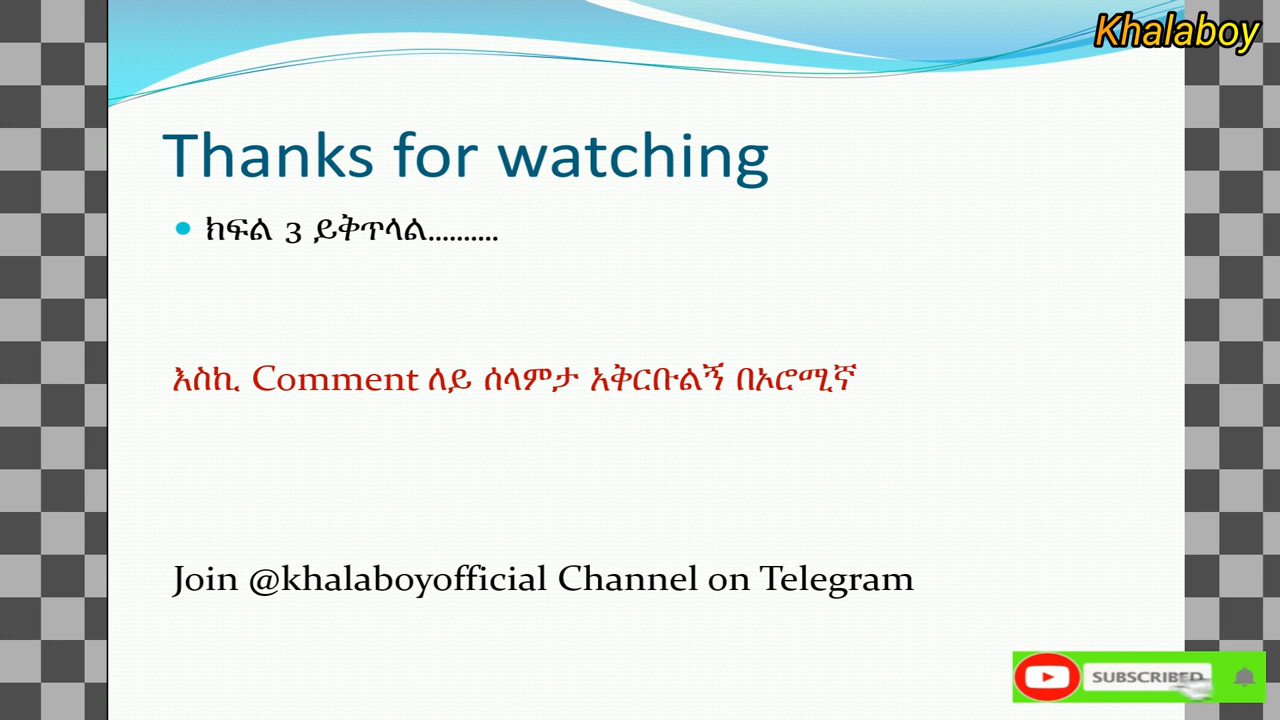 Khalaboy
Thanks for watching
ክፍል 3 ይቅጥላል..........
እስኪ Comment ለይ ሰላምታ አቅርቡልኝ በኦሮሚኛ
Join @khalaboyofficial Channel on Telegram
SUBSCRIBED